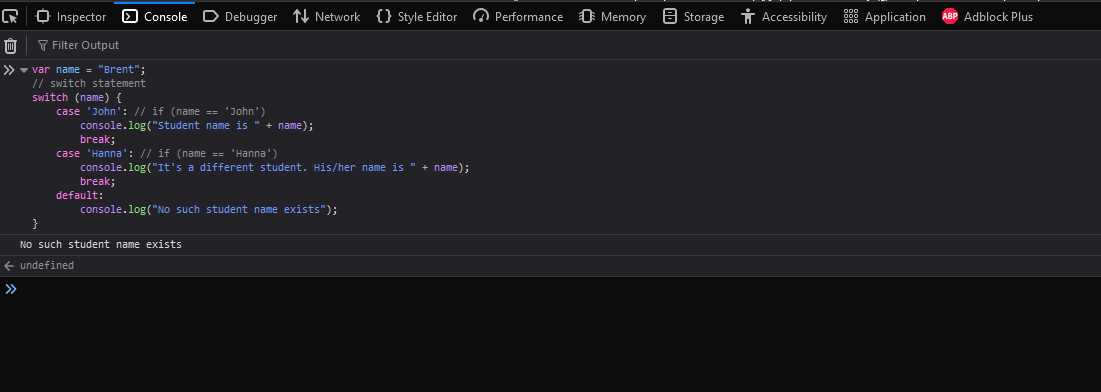 Inspector Console Debugger Network Style Editor Performance Memory Storage Accessibility Application ABP Adblock Plus
Filter Output
var name = "Brent";
// switch statement
switch (name) {
    case 'John': // if (name == 'John')
        console.log("Student name is " + name);
        break;
    case 'Hanna': // if (name == 'Hanna')
        console.log("It's a different student. His/her name is " + name);
        break;
    default:
        console.log("No such student name exists");
}
No such student name exists
undefined